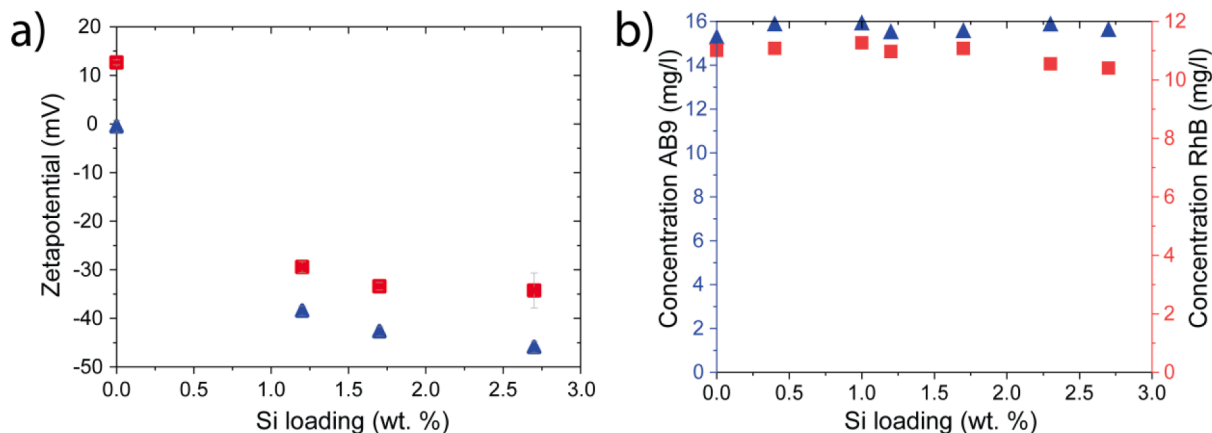 a)
Zetapotential (mV)
20
10
0
-10
20
-30
-40
-50
0.0 0.5 1.0 1.5 2.0 2.5 3.0
Si loading (wt. %)
b)
Concentration AB9 (mg/l)
16
14
12
10
8
6
4
2
0
0.0 0.5 1.0 1.5 2.0 2.5 3.0
Si loading (wt. %)
12
10
8
6
4
2
0
Concentration RhB (mg/l)